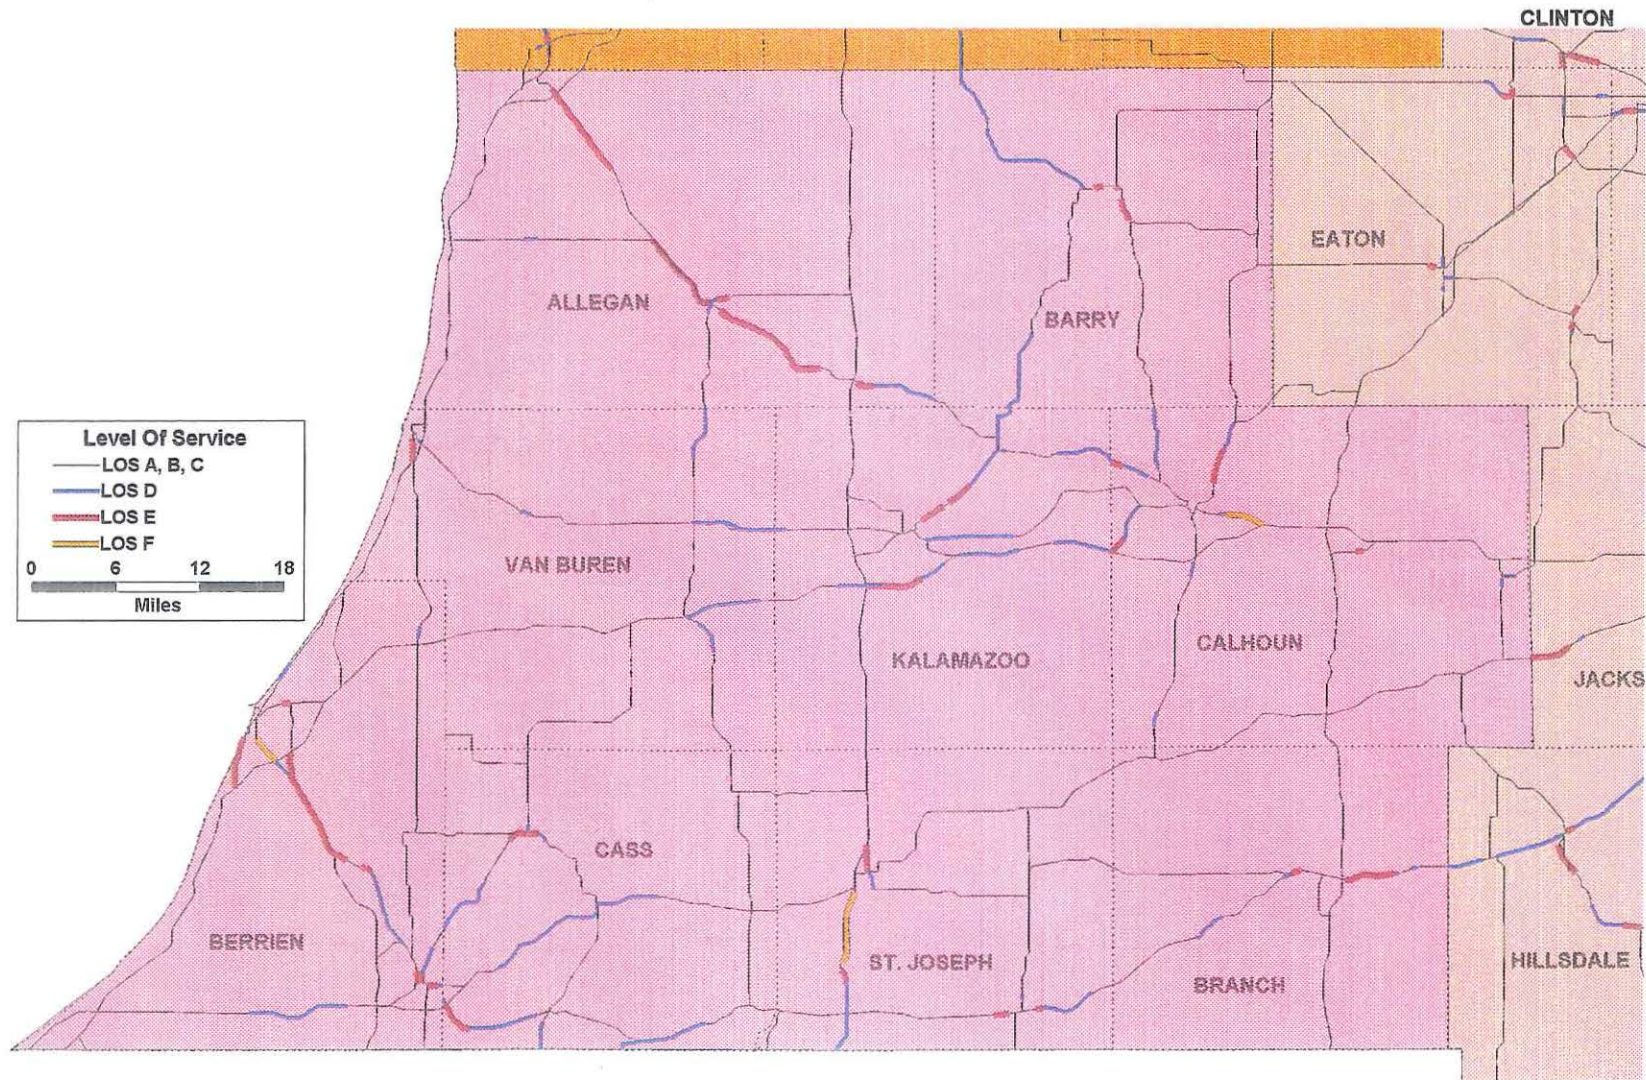 CLINTON
EATON
ALLEGAN
BARRY
Level Of Service
LOS A, B, C
LOS D
LOS E
LOS F
0 6 12 18
Miles
VAN BUREN
CALHOUN
KALAMAZOO
JACKS
CASS
BERRIEN
ST. JOSEPH
HILLSDALE
BRANCH